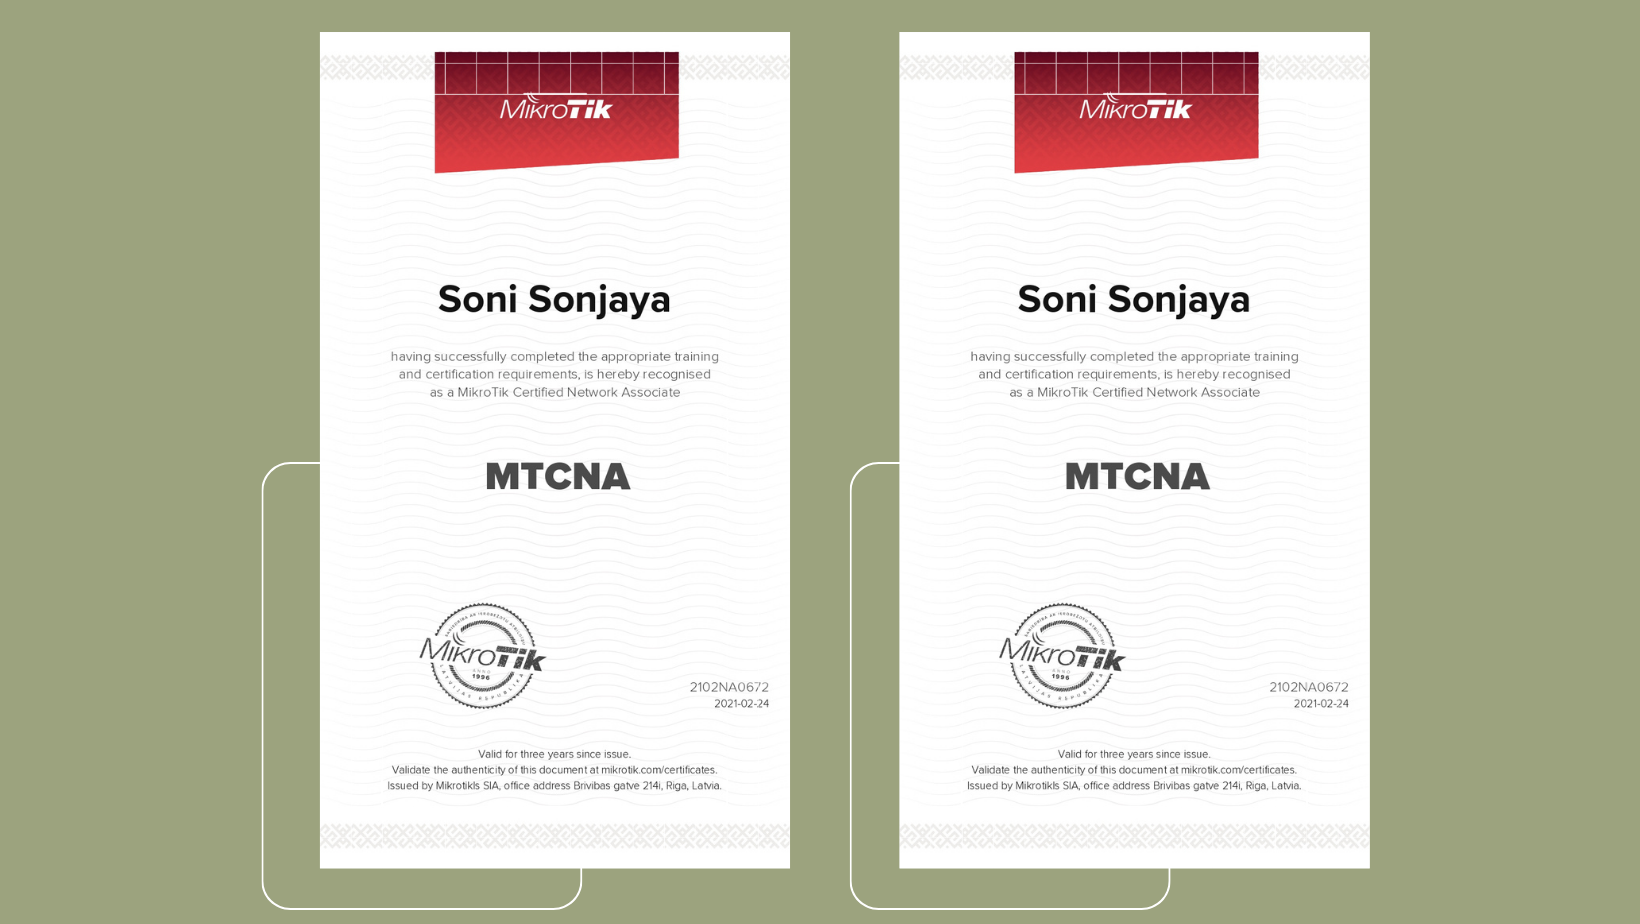 MikroTik
Soni Sonjaya
having successfully completed the appropriate training
and certification requirements, is hereby recognised
as a MikroTik Certified Network Associate
MTCNA
MikroTik
ANNO
1996
LATVIJAS REPUBLIKA
2102NA0672
2021-02-24
Valid for three years since issue.
Validate the authenticity of this document at mikrotik.com/certificates.
Issued by Mikrotikls SIA, office address Brivibas gatve 214i, Riga, Latvia.
MikroTik
Soni Sonjaya
having successfully completed the appropriate training
and certification requirements, is hereby recognised
as a MikroTik Certified Network Associate
MTCNA
MikroTik
ANNO
1996
LATVIJAS REPUBLIKA
2102NA0672
2021-02-24
Valid for three years since issue.
Validate the authenticity of this document at mikrotik.com/certificates.
Issued by Mikrotikls SIA, office address Brivibas gatve 214i, Riga, Latvia.